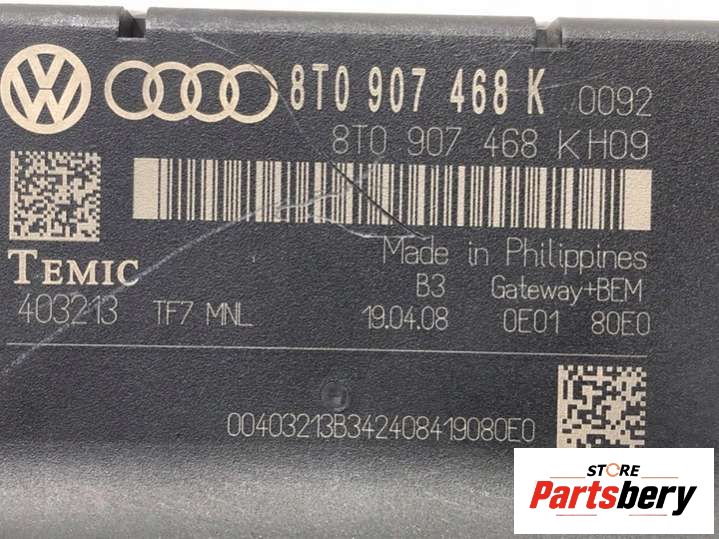 8T0 907 468 K 0092
8T0 907 468 K H09
Made in Philippines
TEMIC
B3 Gateway+BEM
403213 TF7 MNL 19.04.08 0E01 80E0
00403213B342408419080E0
STORE
Partsbery